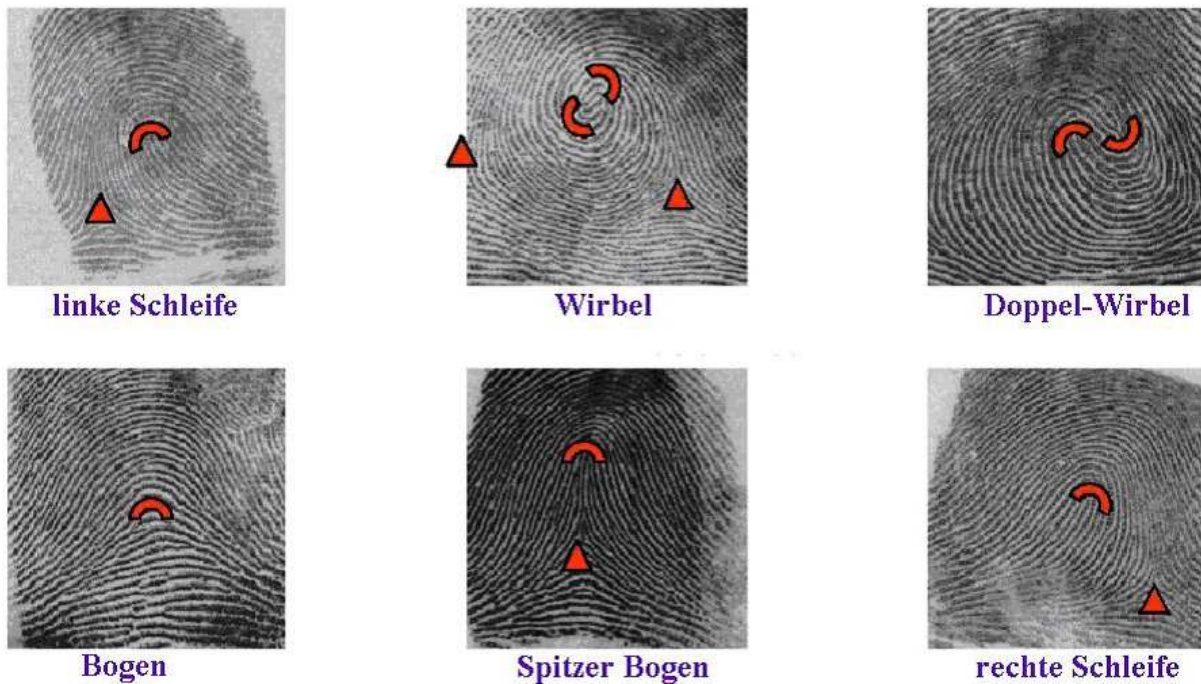 linke Schleife
Wirbel
Doppel-Wirbel
Bogen
Spitzer Bogen
rechte Schleife